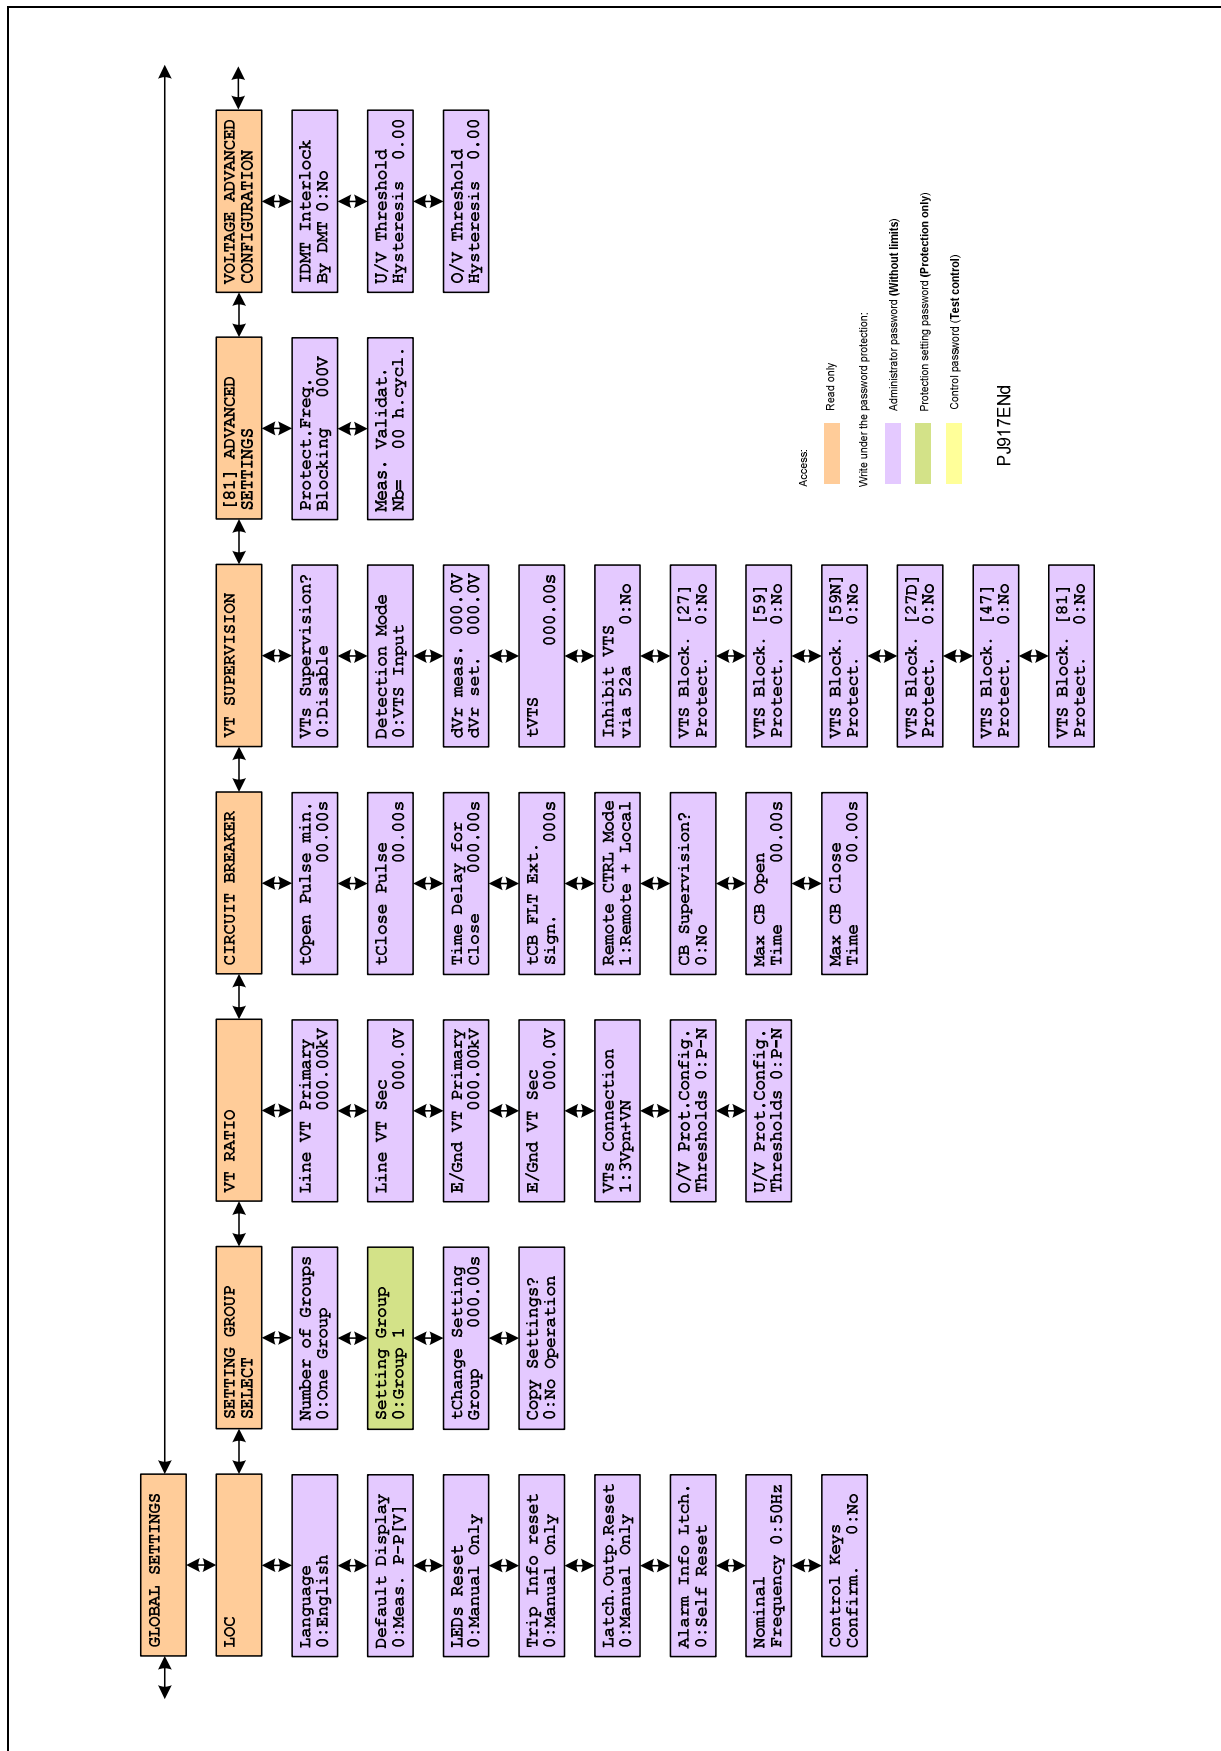 GLOBAL SETTINGS
LOC
Language
0:English
Default Display
0:Meas. P-P[V]
LEDs Reset
0:Manual Only
Trip Info reset
0:Manual Only
Latch.Outp.Reset
0:Manual Only
Alarm Info Ltch.
0:Self Reset
Nominal
Frequency 0:50Hz
Control Keys
Confirm. 0:No
SETTING GROUP
SELECT
Number of Groups
0:One Group
Setting Group
0:Group 1
tChange Setting
Group 000.00s
Copy Settings?
0:No Operation
VT RATIO
Line VT Primary
000.00kV
Line VT Sec
000.0V
E/Gnd VT Primary
000.00kV
E/Gnd VT Sec
000.0V
VTs Connection
1:3Vpn+VN
O/V Prot.Config.
Thresholds 0:P-N
U/V Prot.Config.
Thresholds 0:P-N
CIRCUIT BREAKER
tOpen Pulse min.
00.00s
tClose Pulse
00.00s
Time Delay for
Close 000.00s
tCB FLT Ext.
Sign. 000s
Remote CTRL Mode
1:Remote + Local
CB Supervision?
0:No
Max CB Open
Time 00.00s
Max CB Close
Time 00.00s
VT SUPERVISION
VTs Supervision?
0:Disable
Detection Mode
0:VTS Input
dVr meas. 000.0V
dVr set. 000.0V
tVTS
000.00s
Inhibit VTS
via 52a 0:No
VTS Block. [27]
Protect. 0:No
VTS Block. [59]
Protect. 0:No
VTS Block. [59N]
Protect. 0:No
VTS Block. [27D]
Protect. 0:No
VTS Block. [47]
Protect. 0:No
VTS Block. [81]
Protect. 0:No
[81] ADVANCED
SETTINGS
Protect.Freq.
Blocking 000V
Meas. Validat.
Nb= 00 h.cycl.
VOLTAGE ADVANCED
CONFIGURATION
IDMT Interlock
By DMT 0:No
U/V Threshold
Hysteresis 0.00
O/V Threshold
Hysteresis 0.00
Access:
Read only
Write under the password protection:
Administrator password (Without limits)
Protection setting password (Protection only)
Control password (Test control)
PJ917ENd